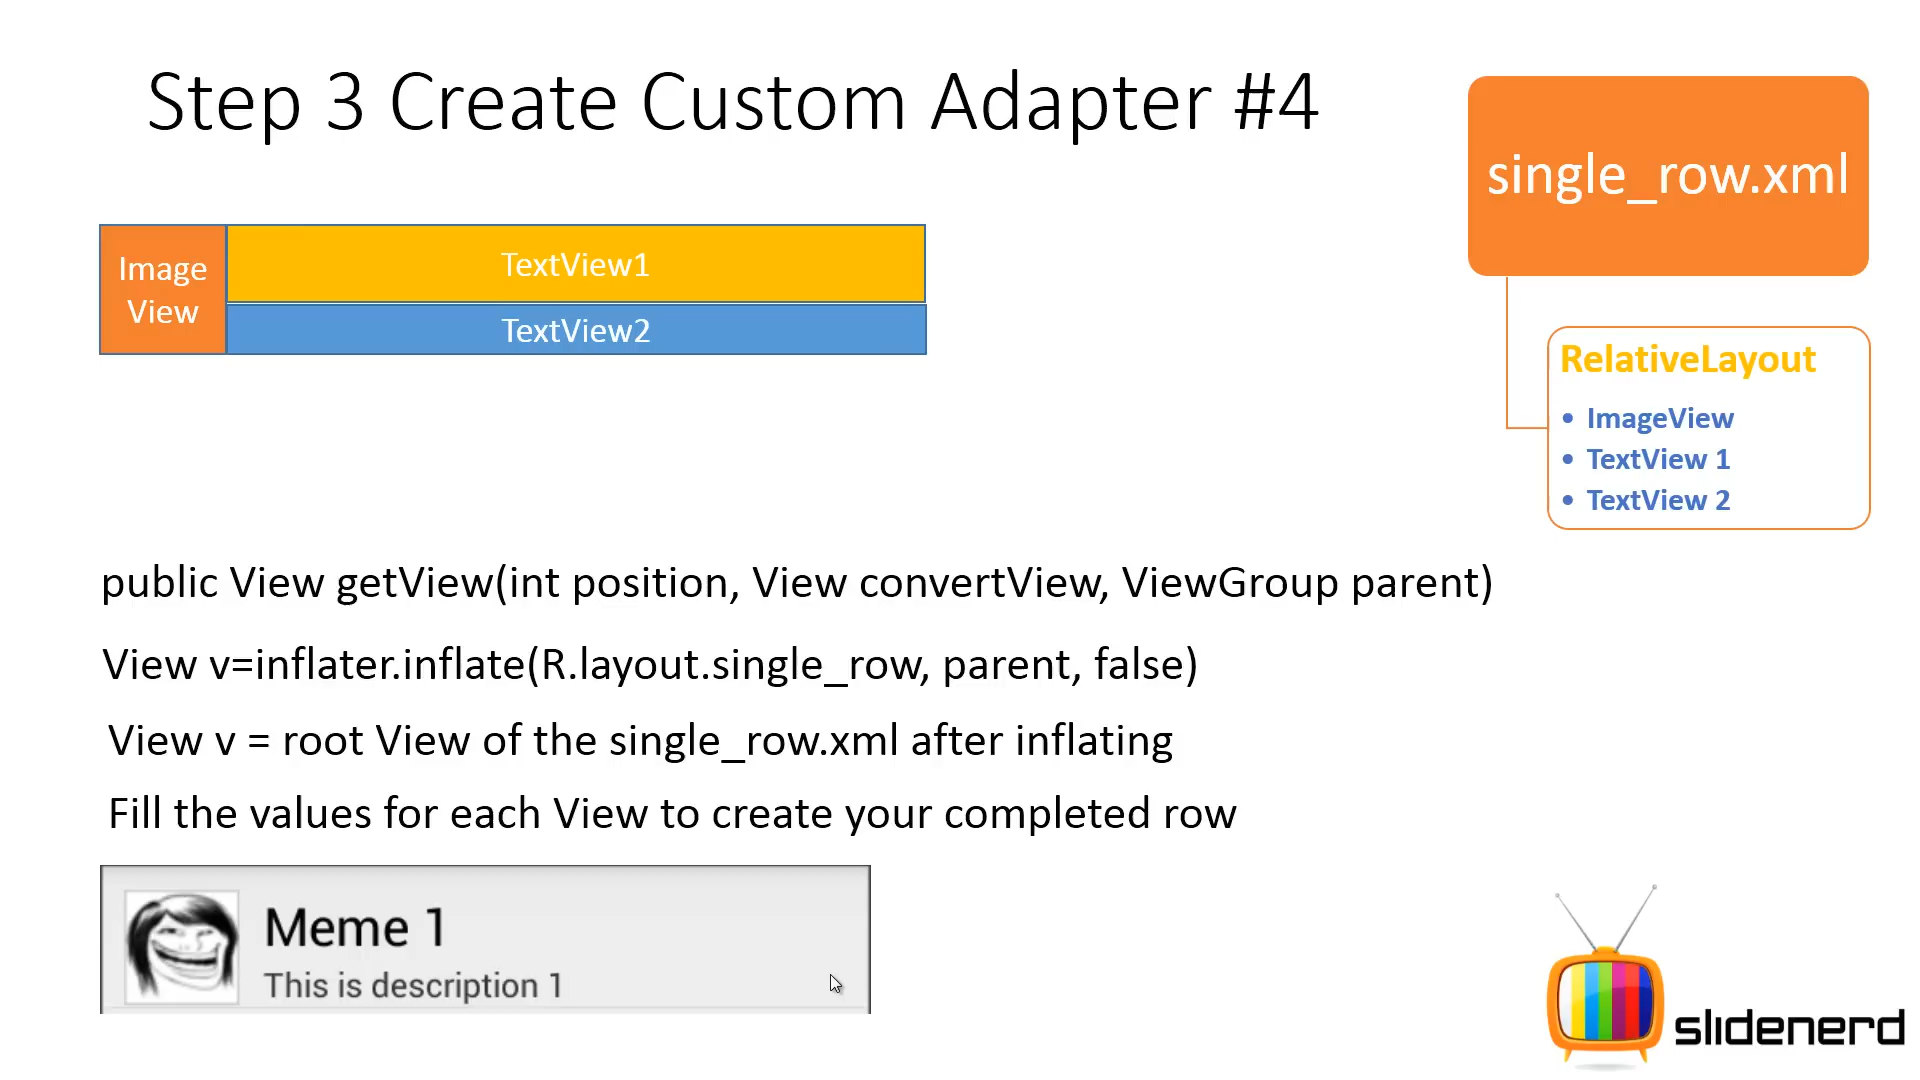 Step 3 Create Custom Adapter #4
single_row.xml
Image
View
TextView1
TextView2
RelativeLayout
• ImageView
• TextView 1
• TextView 2
public View getView(int position, View convertView, ViewGroup parent)
View v=inflater.inflate(R.layout.single_row, parent, false)
View v = root View of the single_row.xml after inflating
Fill the values for each View to create your completed row
Meme 1
This is description 1
slidenerd